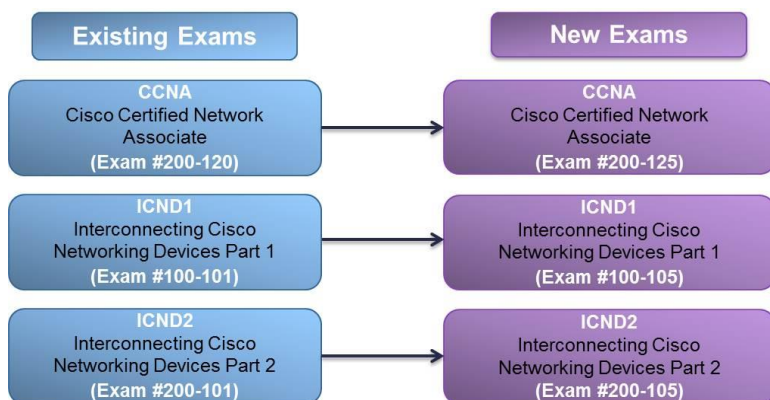 Existing Exams
New Exams
CCNA
Cisco Certified Network
Associate
(Exam #200-120)
CCNA
Cisco Certified Network
Associate
(Exam #200-125)
ICND1
Interconnecting Cisco
Networking Devices Part 1
(Exam #100-101)
ICND1
Interconnecting Cisco
Networking Devices Part 1
(Exam #100-105)
ICND2
Interconnecting Cisco
Networking Devices Part 2
(Exam #200-101)
ICND2
Interconnecting Cisco
Networking Devices Part 2
(Exam #200-105)